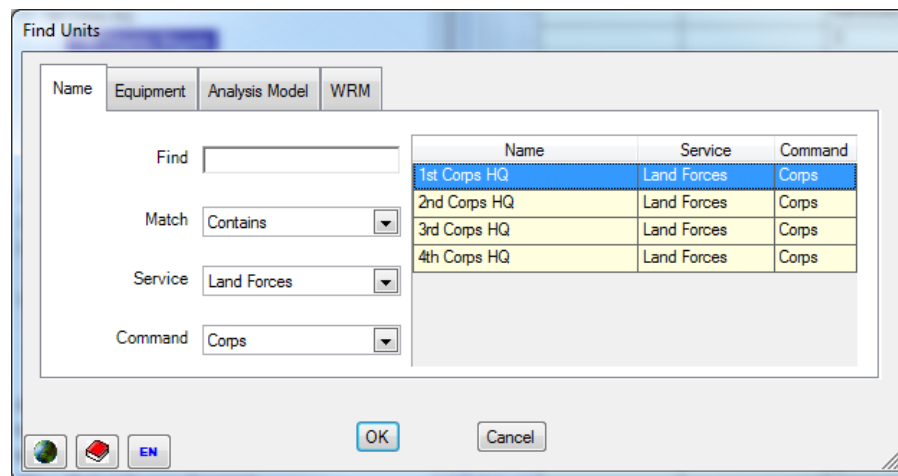 Find Units
Name Equipment Analysis Model WRM
Find
Match Contains
Service Land Forces
Command Corps
Name Service Command
1st Corps HQ Land Forces Corps
2nd Corps HQ Land Forces Corps
3rd Corps HQ Land Forces Corps
4th Corps HQ Land Forces Corps
OK Cancel
EN